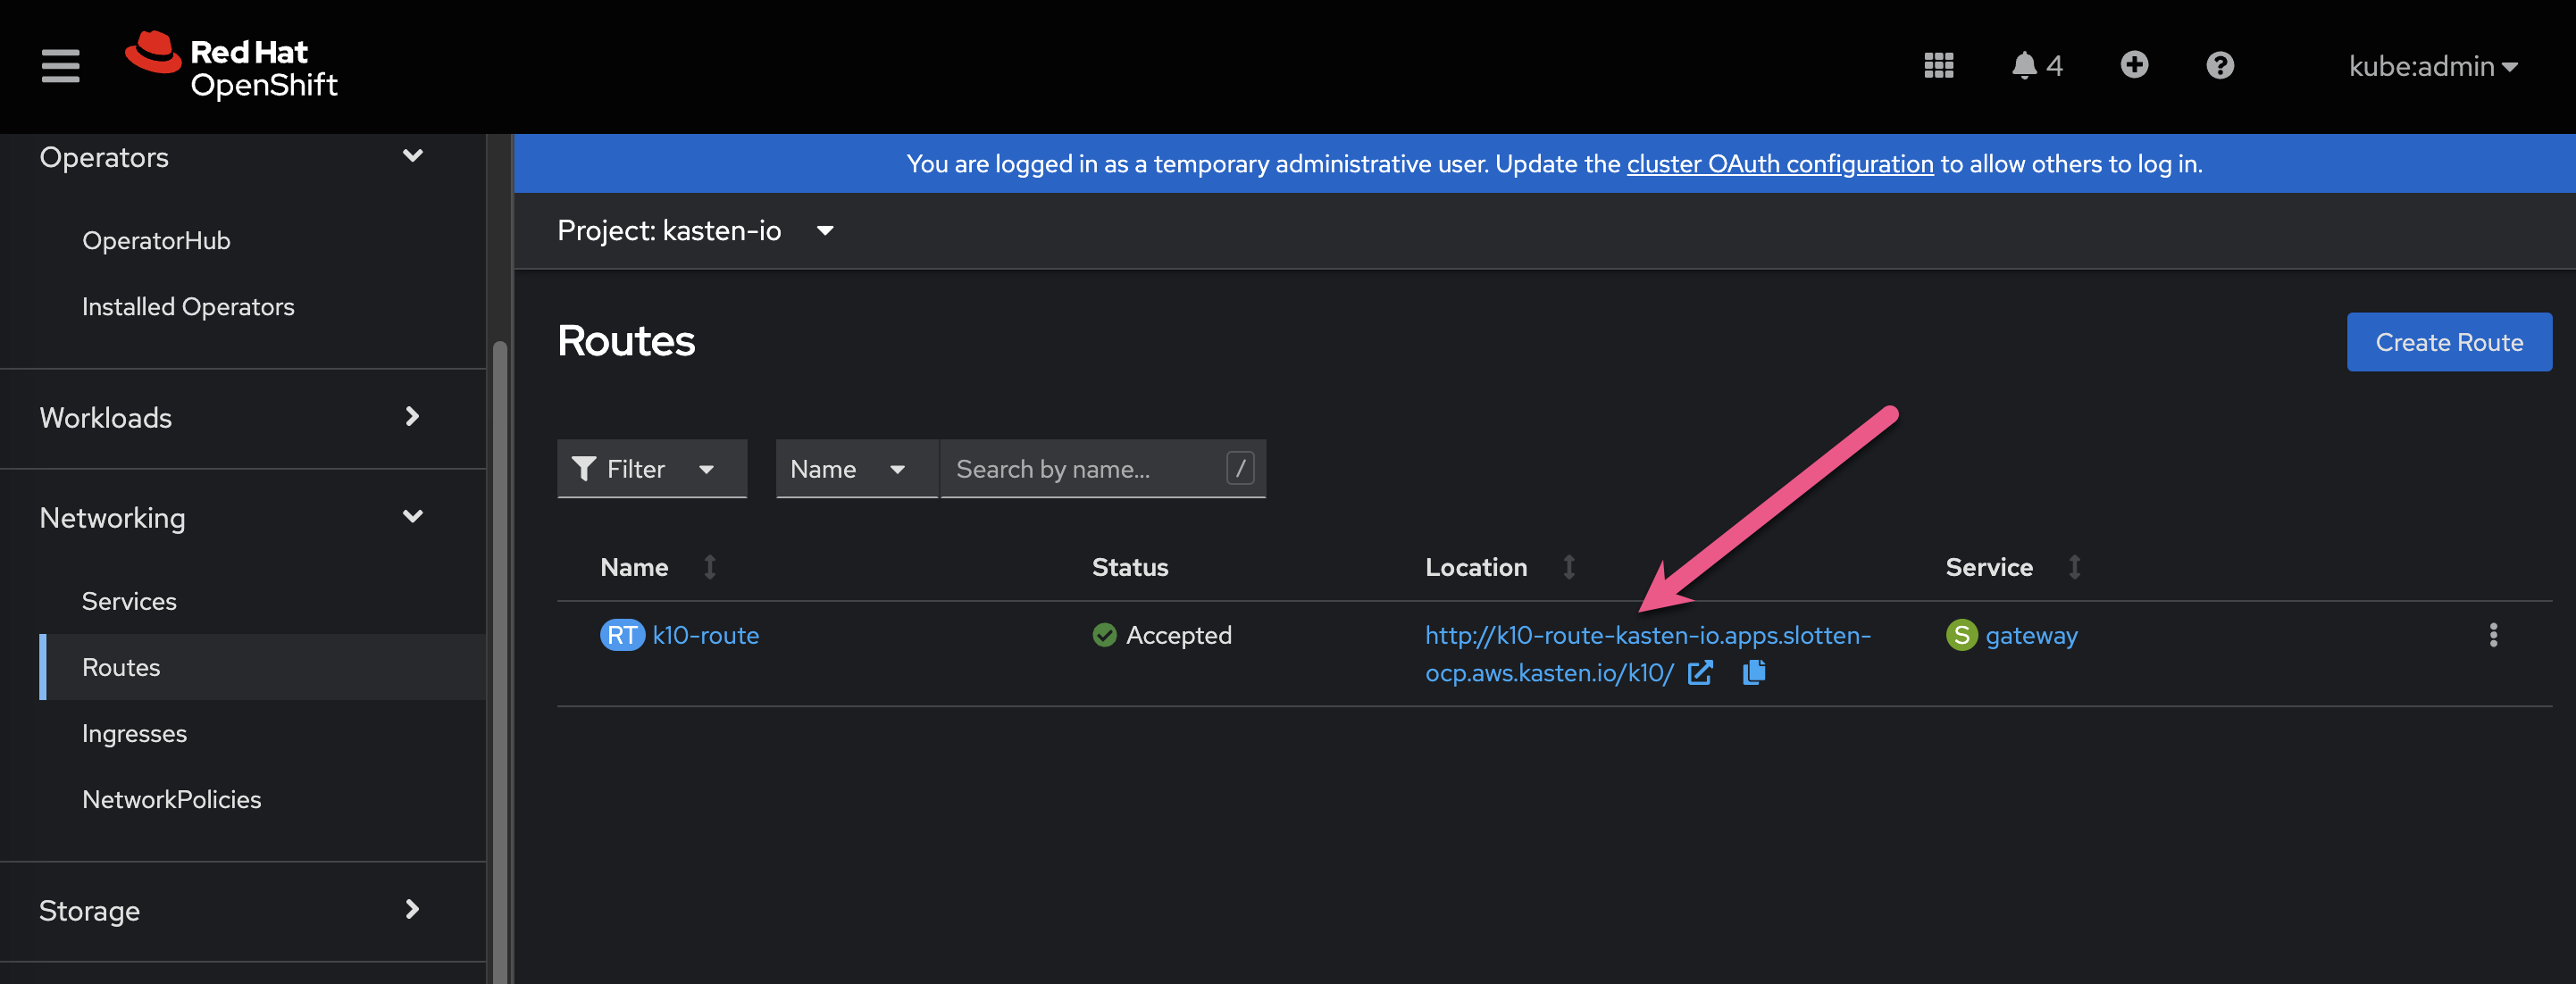 Red Hat
OpenShift
4
kube:admin
Operators
OperatorHub
Installed Operators
Workloads
Networking
Services
Routes
Ingresses
NetworkPolicies
Storage
You are logged in as a temporary administrative user. Update the cluster OAuth configuration to allow others to log in.
Project: kasten-io
Routes
Create Route
Filter
Name
Search by name...
/
Name
Status
Location
Service
RT k10-route
Accepted
http://k10-route-kasten-io.apps.slotten-
ocp.aws.kasten.io/k10/
S gateway